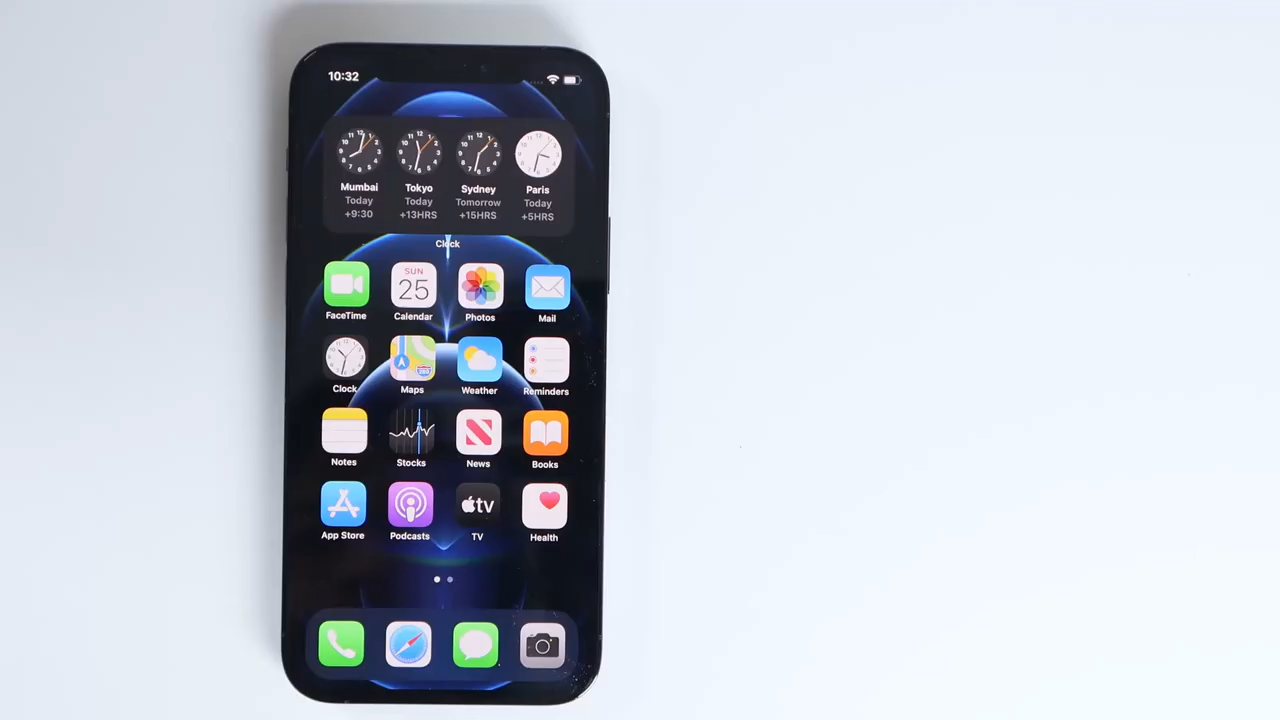 10:32
Mumbai Tokyo Sydney Paris
Today Today Tomorrow Today
+9:30 +13HRS +15HRS +5HRS
Clock
SUN
25
FaceTime Calendar Photos Mail
Clock Maps Weather Reminders
Notes Stocks News Books
tv
App Store Podcasts TV Health